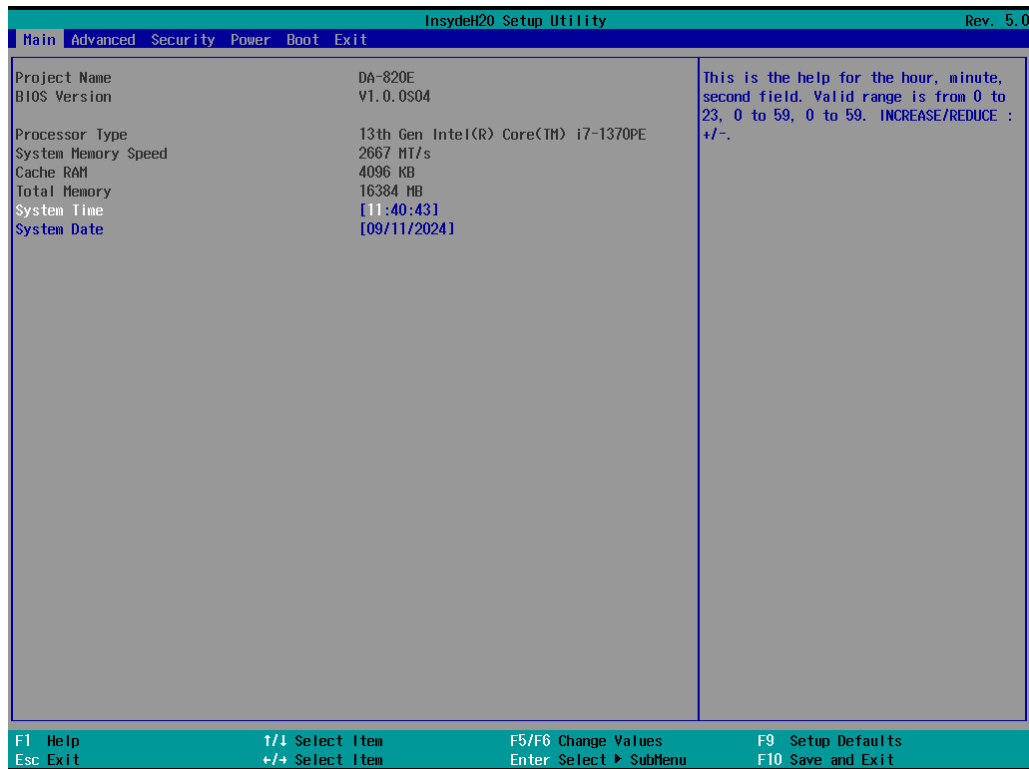 InsydeH20 Setup Utility Rev. 5.0
Main Advanced Security Power Boot Exit
Project Name DA-820E
BIOS Version V1.0.0S04
Processor Type 13th Gen Intel(R) Core(TM) i7-1370PE
System Memory Speed 2667 MT/s
Cache RAM 4096 KB
Total Memory 16384 MB
System Time [11:40:43]
System Date [09/11/2024]
This is the help for the hour, minute,
second field. Valid range is from 0 to
23, 0 to 59, 0 to 59. INCREASE/REDUCE :
+/-.
F1 Help ↑/↓ Select Item F5/F6 Change Values F9 Setup Defaults
Esc Exit ←/→ Select Item Enter Select ▶ SubMenu F10 Save and Exit